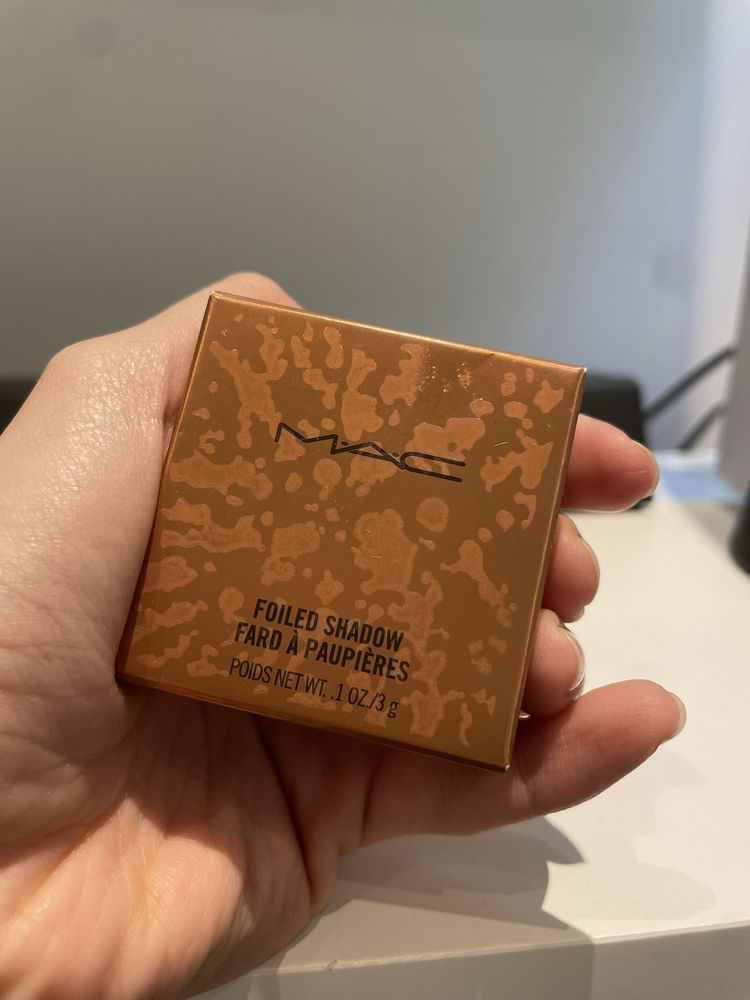 M·A·C
FOILED SHADOW
FARD À PAUPIÈRES
POIDS NET WT. .1 OZ./3 g